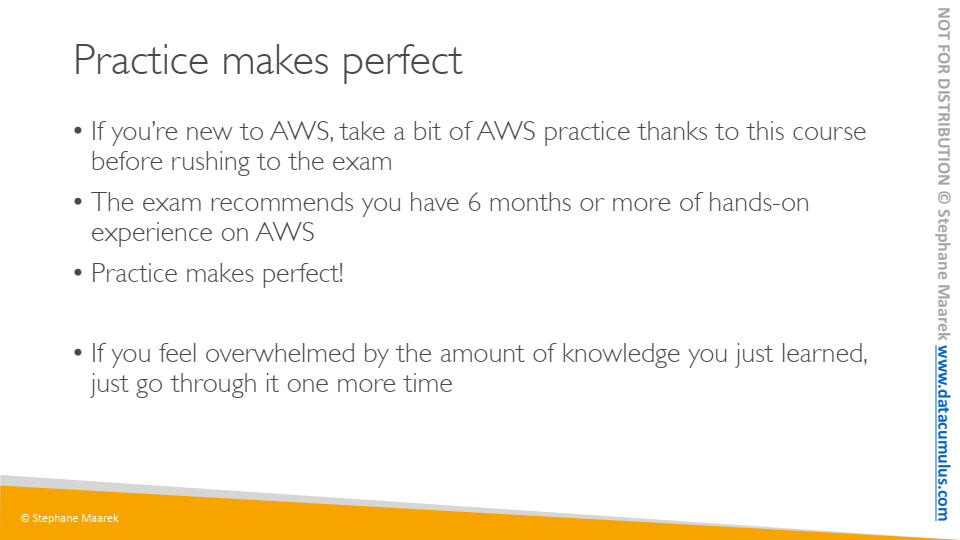 Practice makes perfect
• If you’re new to AWS, take a bit of AWS practice thanks to this course
before rushing to the exam
• The exam recommends you have 6 months or more of hands-on
experience on AWS
• Practice makes perfect!
• If you feel overwhelmed by the amount of knowledge you just learned,
just go through it one more time
© Stephane Maarek
NOT FOR DISTRIBUTION © Stephane Maarek www.datacumulus.com